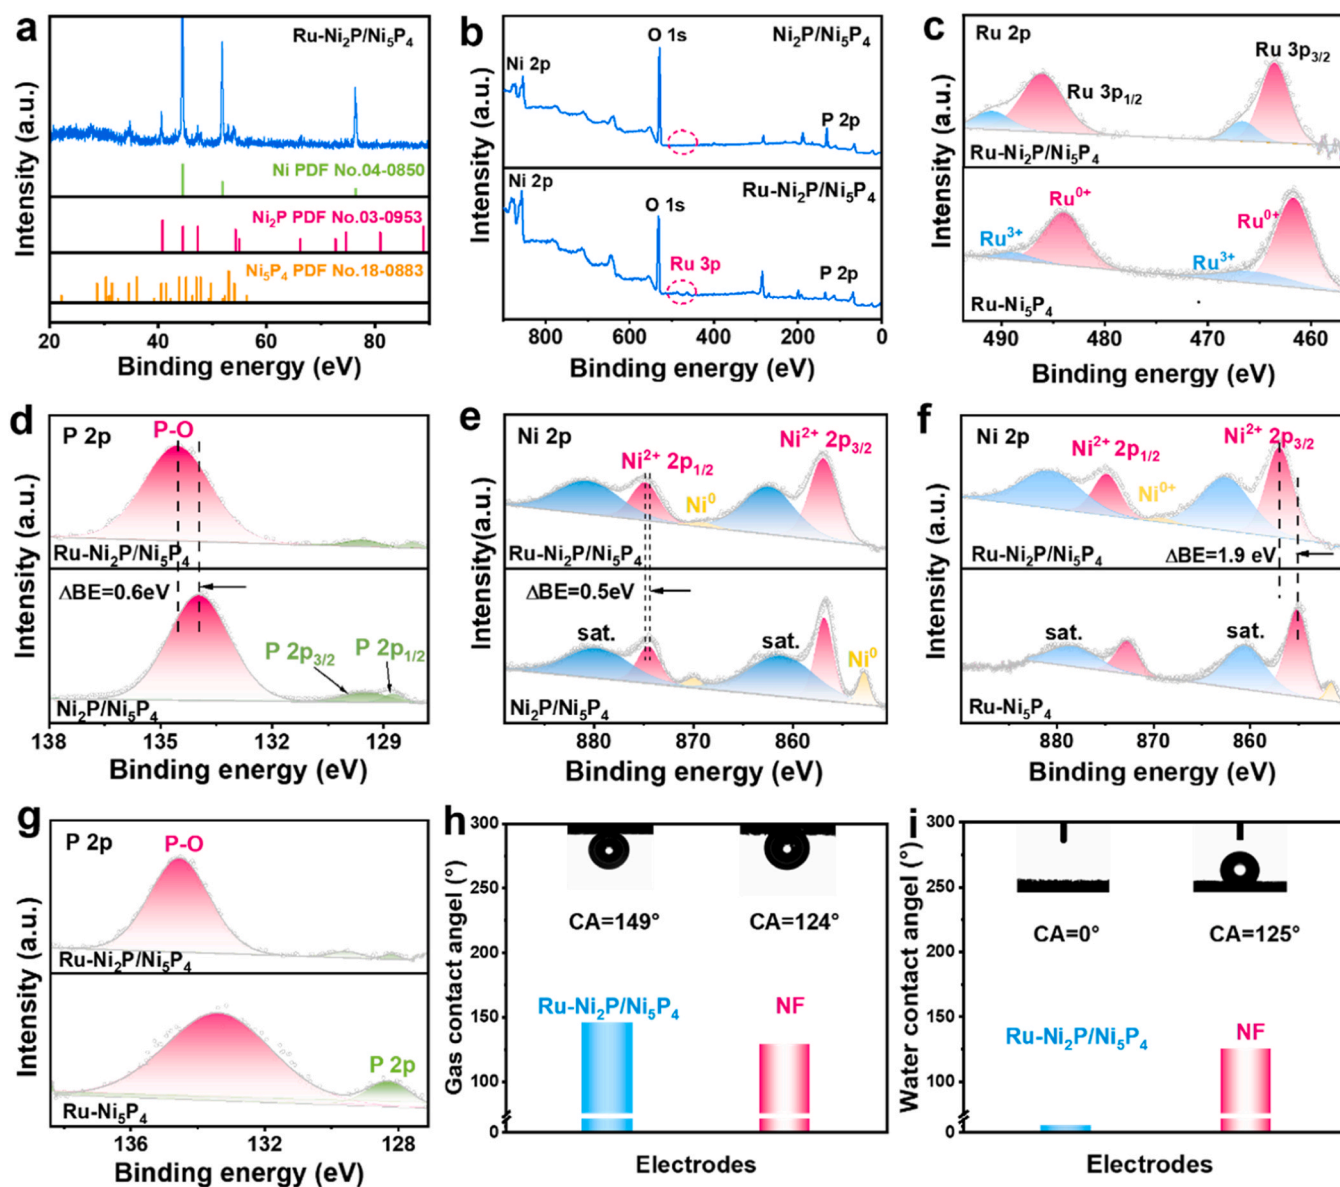 a
Intensity (a.u.)
Ru-Ni₂P/Ni₅P₄
Ni PDF No.04-0850
Ni₂P PDF No.03-0953
Ni₅P₄ PDF No.18-0883
20 40 60 80
Binding energy (eV)
b
Intensity (a.u.)
Ni₂P/Ni₅P₄
O 1s
Ni 2p
P 2p
Ru-Ni₂P/Ni₅P₄
Ni 2p
O 1s
Ru 3p
P 2p
800 600 400 200 0
Binding energy (eV)
c
Intensity (a.u.)
Ru 2p
Ru 3p₃/₂
Ru 3p₁/₂
Ru-Ni₂P/Ni₅P₄
Ru⁰⁺
Ru⁰⁺
Ru³⁺
Ru³⁺
Ru-Ni₅P₄
490 480 470 460
Binding energy (eV)
d
Intensity (a.u.)
P 2p
P-O
Ru-Ni₂P/Ni₅P₄
ΔBE=0.6eV
P 2p₃/₂
P 2p₁/₂
Ni₂P/Ni₅P₄
138 135 132 129
Binding energy (eV)
e
Intensity(a.u.)
Ni 2p
Ni²⁺ 2p₃/₂
Ni²⁺ 2p₁/₂
Ni⁰
Ru-Ni₂P/Ni₅P₄
ΔBE=0.5eV
sat.
sat.
Ni⁰
Ni₂P/Ni₅P₄
880 870 860
Binding energy (eV)
f
Intensity (a.u.)
Ni 2p
Ni²⁺ 2p₃/₂
Ni²⁺ 2p₁/₂
Ni⁰⁺
Ru-Ni₂P/Ni₅P₄
ΔBE=1.9 eV
sat.
sat.
Ru-Ni₅P₄
880 870 860
Binding energy (eV)
g
Intensity (a.u.)
P 2p
P-O
Ru-Ni₂P/Ni₅P₄
P 2p
Ru-Ni₅P₄
136 132 128
Binding energy (eV)
h
Gas contact angel (°)
300
250
200
150
100
0
CA=149°
CA=124°
Ru-Ni₂P/Ni₅P₄
NF
Electrodes
i
Water contact angel (°)
300
250
200
150
100
0
CA=0°
CA=125°
Ru-Ni₂P/Ni₅P₄
NF
Electrodes